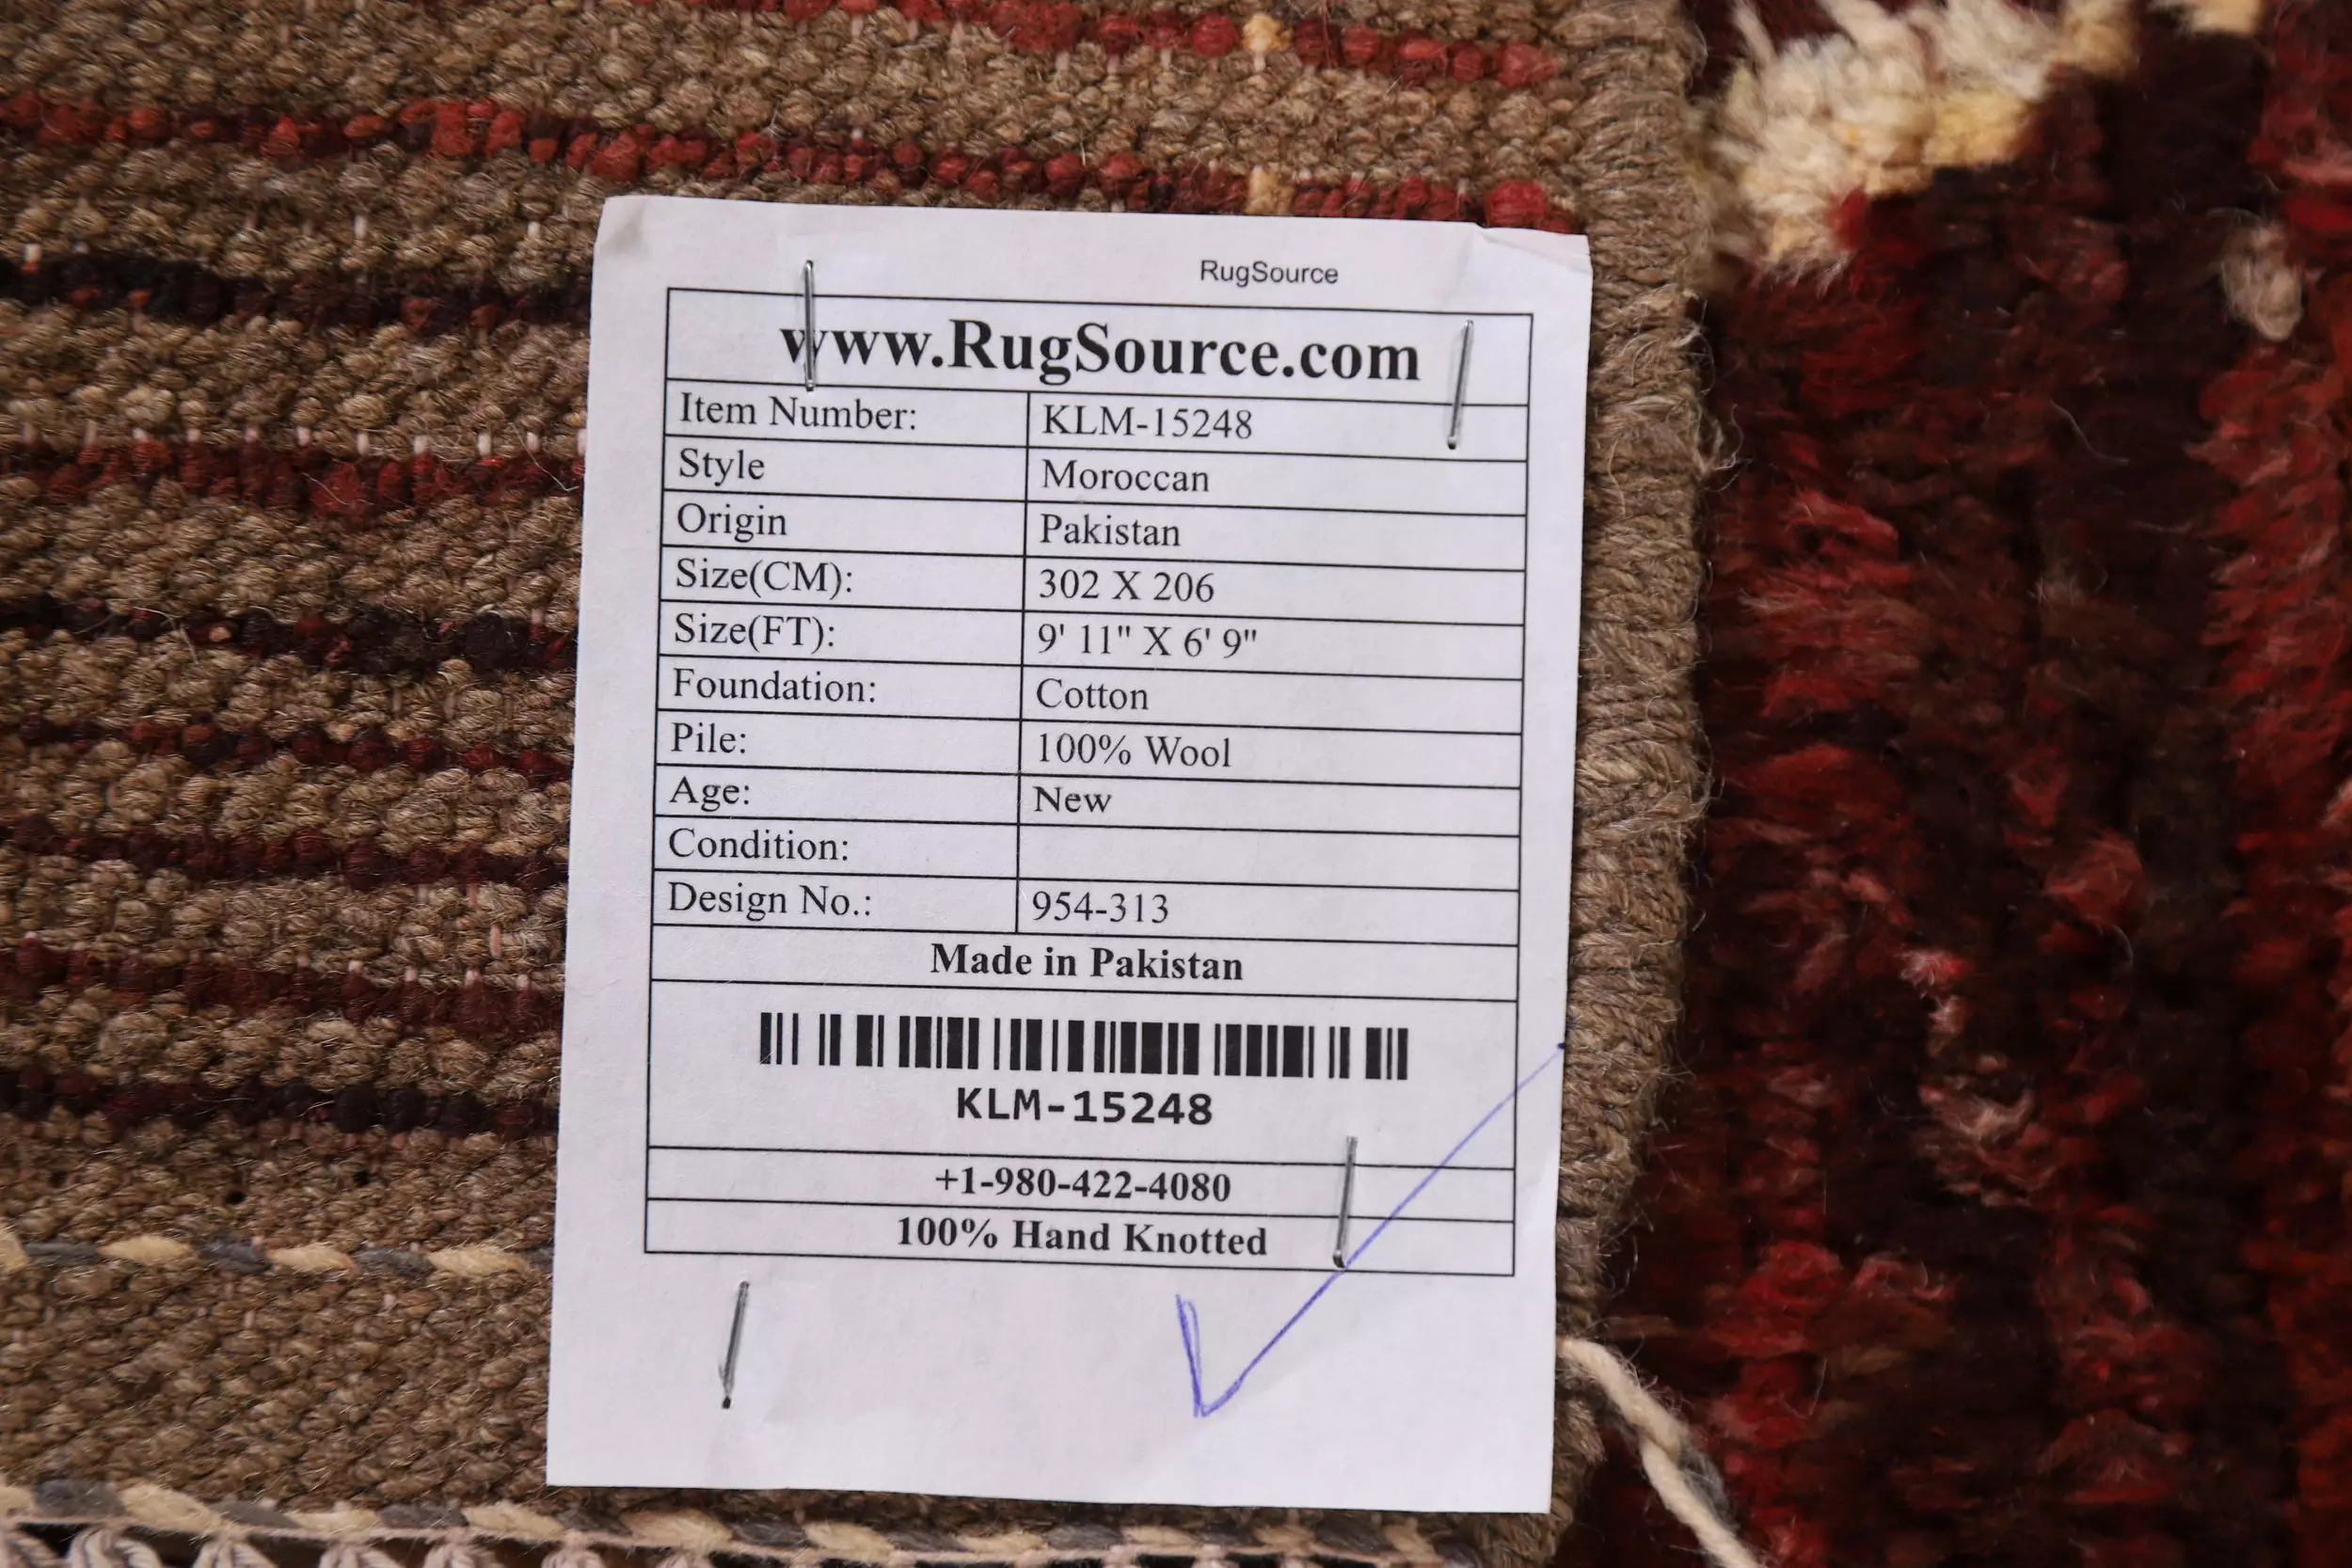 RugSource
www.RugSource.com
Item Number: KLM-15248
Style Moroccan
Origin Pakistan
Size(CM): 302 X 206
Size(FT): 9' 11" X 6' 9"
Foundation: Cotton
Pile: 100% Wool
Age: New
Condition:
Design No.: 954-313
Made in Pakistan
KLM-15248
+1-980-422-4080
100% Hand Knotted